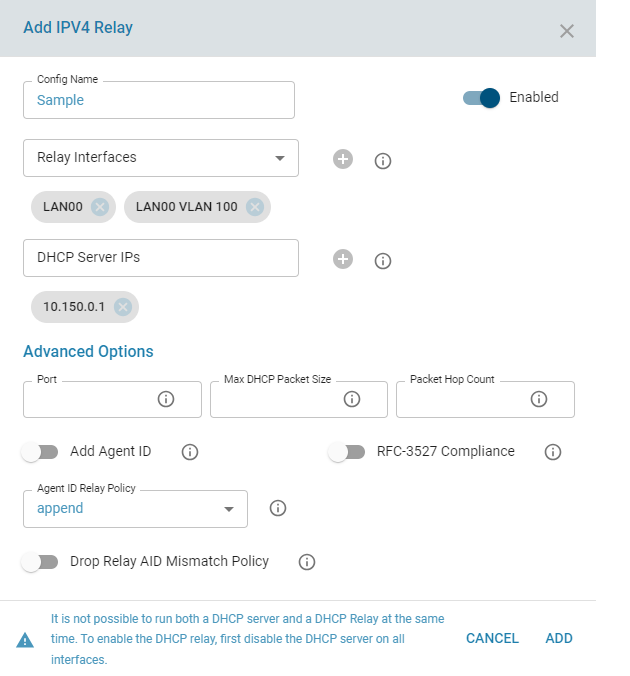 Add IPV4 Relay
Config Name
Sample
Enabled
Relay Interfaces
LAN00
LAN00 VLAN 100
DHCP Server IPs
10.150.0.1
Advanced Options
Port
Max DHCP Packet Size
Packet Hop Count
Add Agent ID
RFC-3527 Compliance
Agent ID Relay Policy
append
Drop Relay AID Mismatch Policy
It is not possible to run both a DHCP server and a DHCP Relay at the same
time. To enable the DHCP relay, first disable the DHCP server on all
interfaces.
CANCEL
ADD